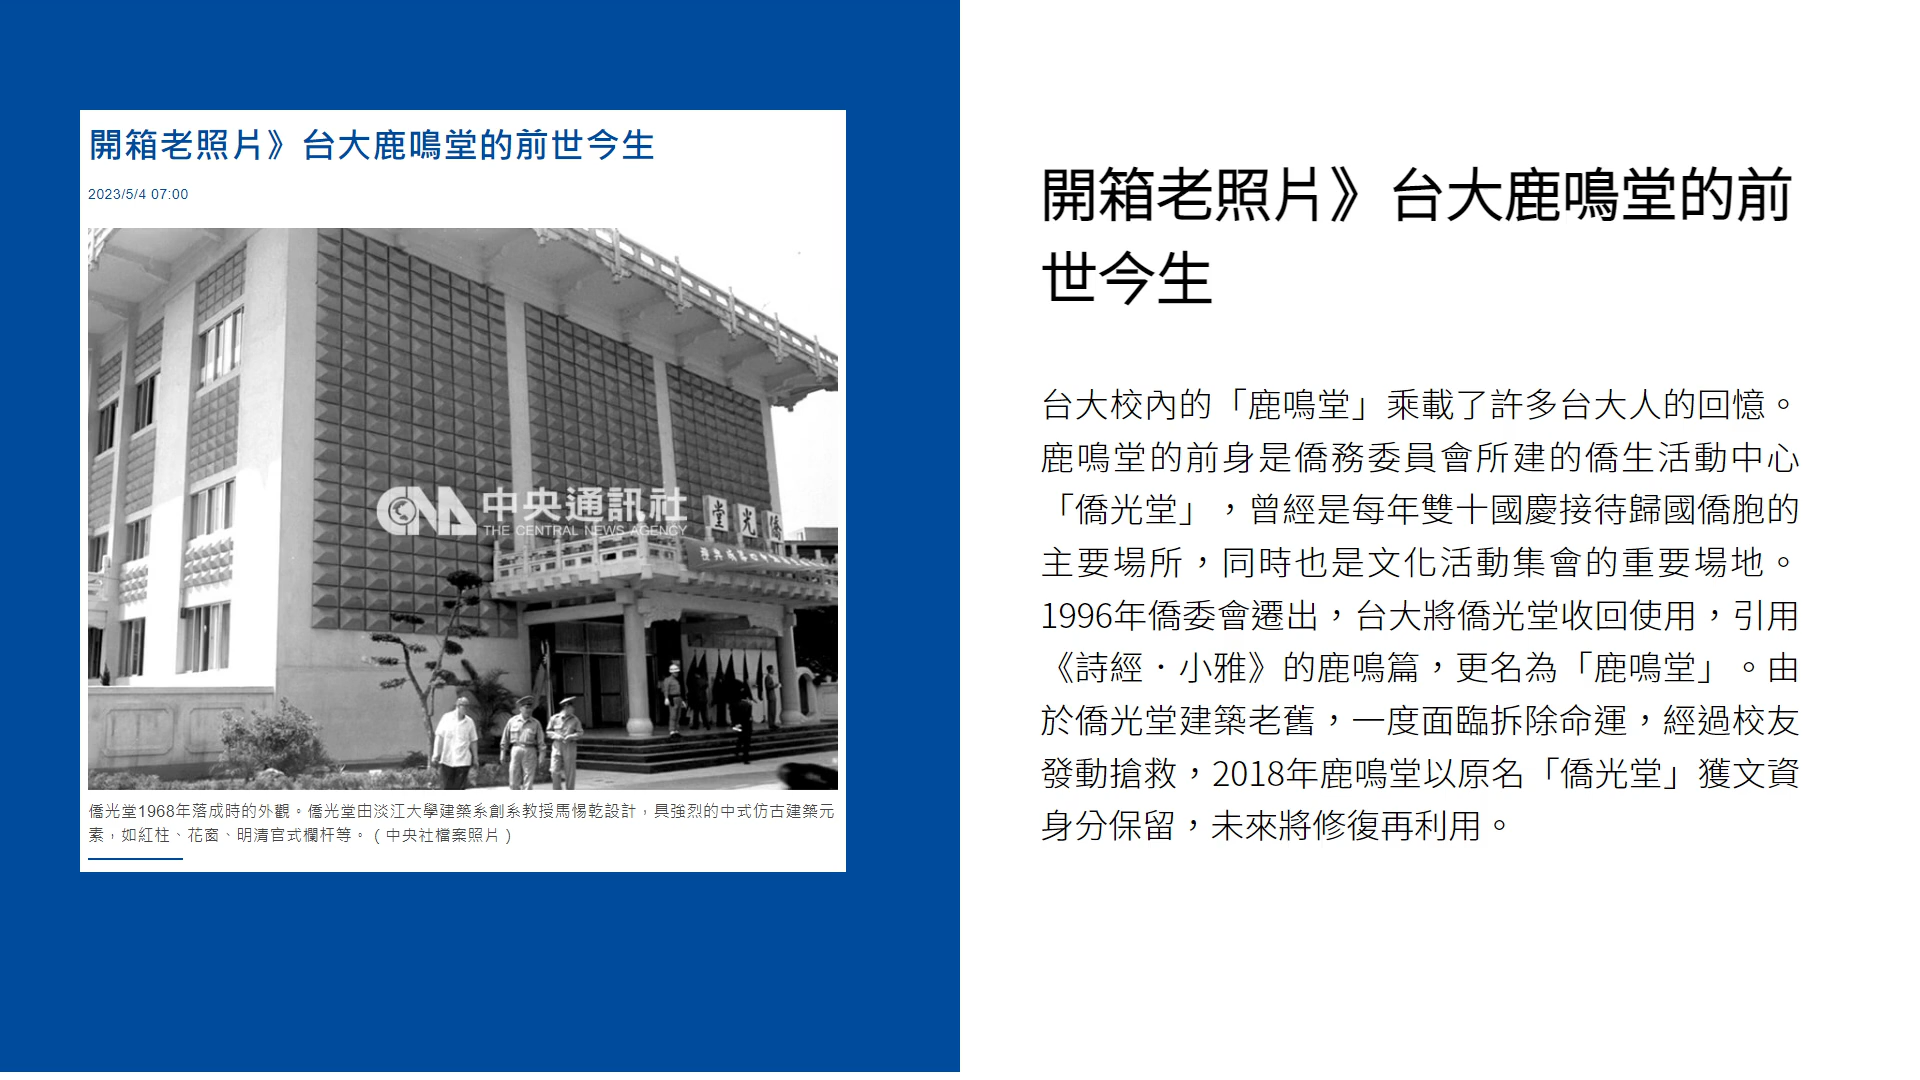 開箱老照片》台大鹿鳴堂的前世今生
2023/5/4 07:00
中央通訊社
THE CENTRAL NEWS AGENCY
堂光僑
僑光堂1968年落成時的外觀。僑光堂由淡江大學建築系創系教授馬惕乾設計，具強烈的中式仿古建築元
素，如紅柱、花窗、明清官式欄杆等。（中央社檔案照片）
開箱老照片》台大鹿鳴堂的前
世今生
台大校內的「鹿鳴堂」乘載了許多台大人的回憶。
鹿鳴堂的前身是僑務委員會所建的僑生活動中心
「僑光堂」，曾經是每年雙十國慶接待歸國僑胞的
主要場所，同時也是文化活動集會的重要場地。
1996年僑委會遷出，台大將僑光堂收回使用，引用
《詩經．小雅》的鹿鳴篇，更名為「鹿鳴堂」。由
於僑光堂建築老舊，一度面臨拆除命運，經過校友
發動搶救，2018年鹿鳴堂以原名「僑光堂」獲文資
身分保留，未來將修復再利用。